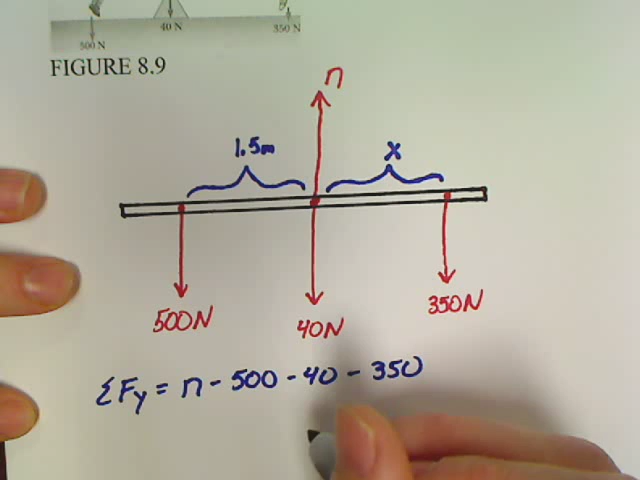 500 N
40 N
350 N
FIGURE 8.9
n
1.5m
x
500N
40N
350N
ΣFy = n - 500 - 40 - 350